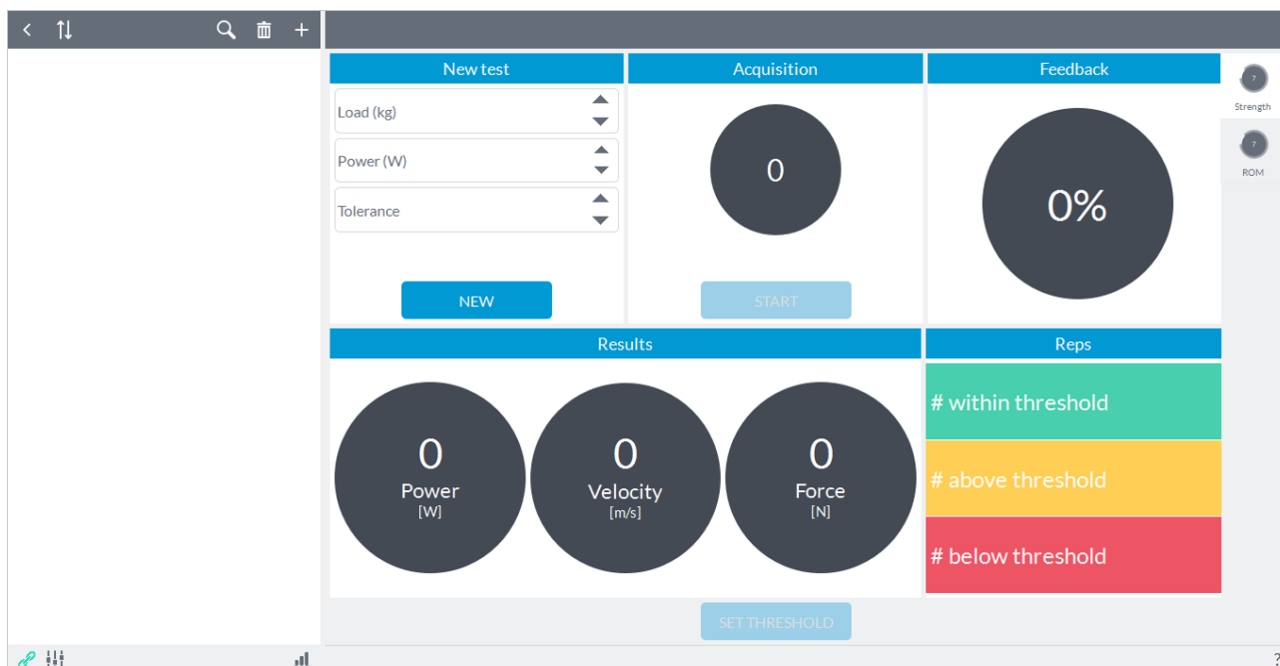 New test
Acquisition
Feedback
Load (kg)
Power (W)
Tolerance
NEW
0
START
0%
?
Strength
?
ROM
Results
Reps
0
Power
[W]
0
Velocity
[m/s]
0
Force
[N]
# within threshold
# above threshold
# below threshold
SET THRESHOLD
?